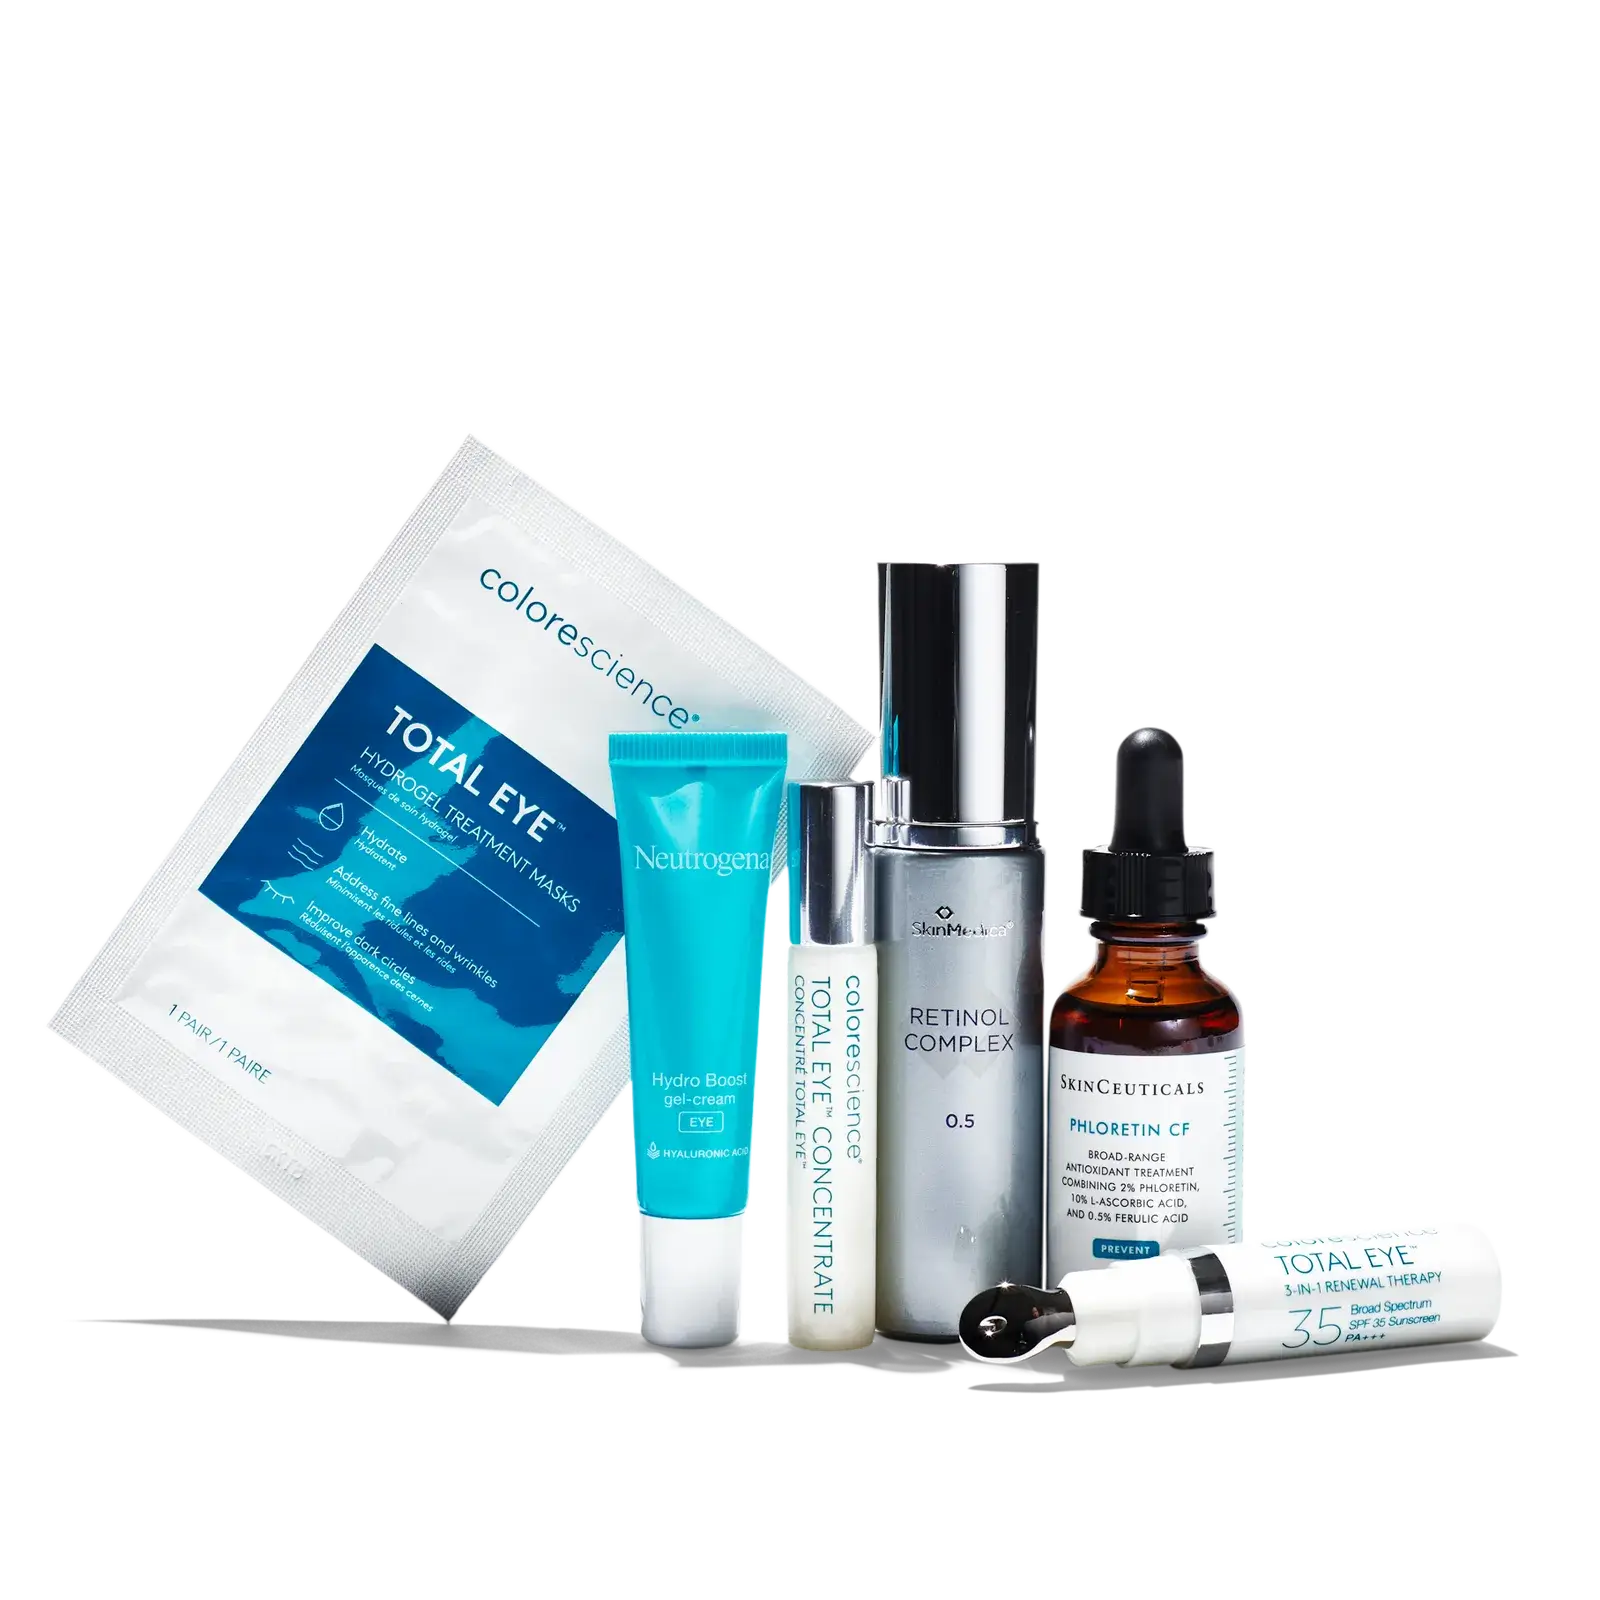 colorescience®
TOTAL EYE™
HYDROGEL TREATMENT MASKS
Masques de soin hydrogel
Hydrate
Hydratent
Address fine lines and wrinkles
Minimisent les ridules et les rides
Improve dark circles
Réduisent l'apparence des cernes
1 PAIR/1 PAIRE
Neutrogena
Hydro Boost
gel-cream
EYE
HYALURONIC ACID
colorescience®
TOTAL EYE™ CONCENTRATE
CONCENTRÉ TOTAL EYE™
SkinMedica®
RETINOL
COMPLEX
0.5
SKINCEUTICALS
PHLORETIN CF
BROAD-RANGE
ANTIOXIDANT TREATMENT
COMBINING 2% PHLORETIN,
10% L-ASCORBIC ACID,
AND 0.5% FERULIC ACID
PREVENT
colorescience
TOTAL EYE™
3-IN-1 RENEWAL THERAPY
35
Broad Spectrum
SPF 35 Sunscreen
PA+++